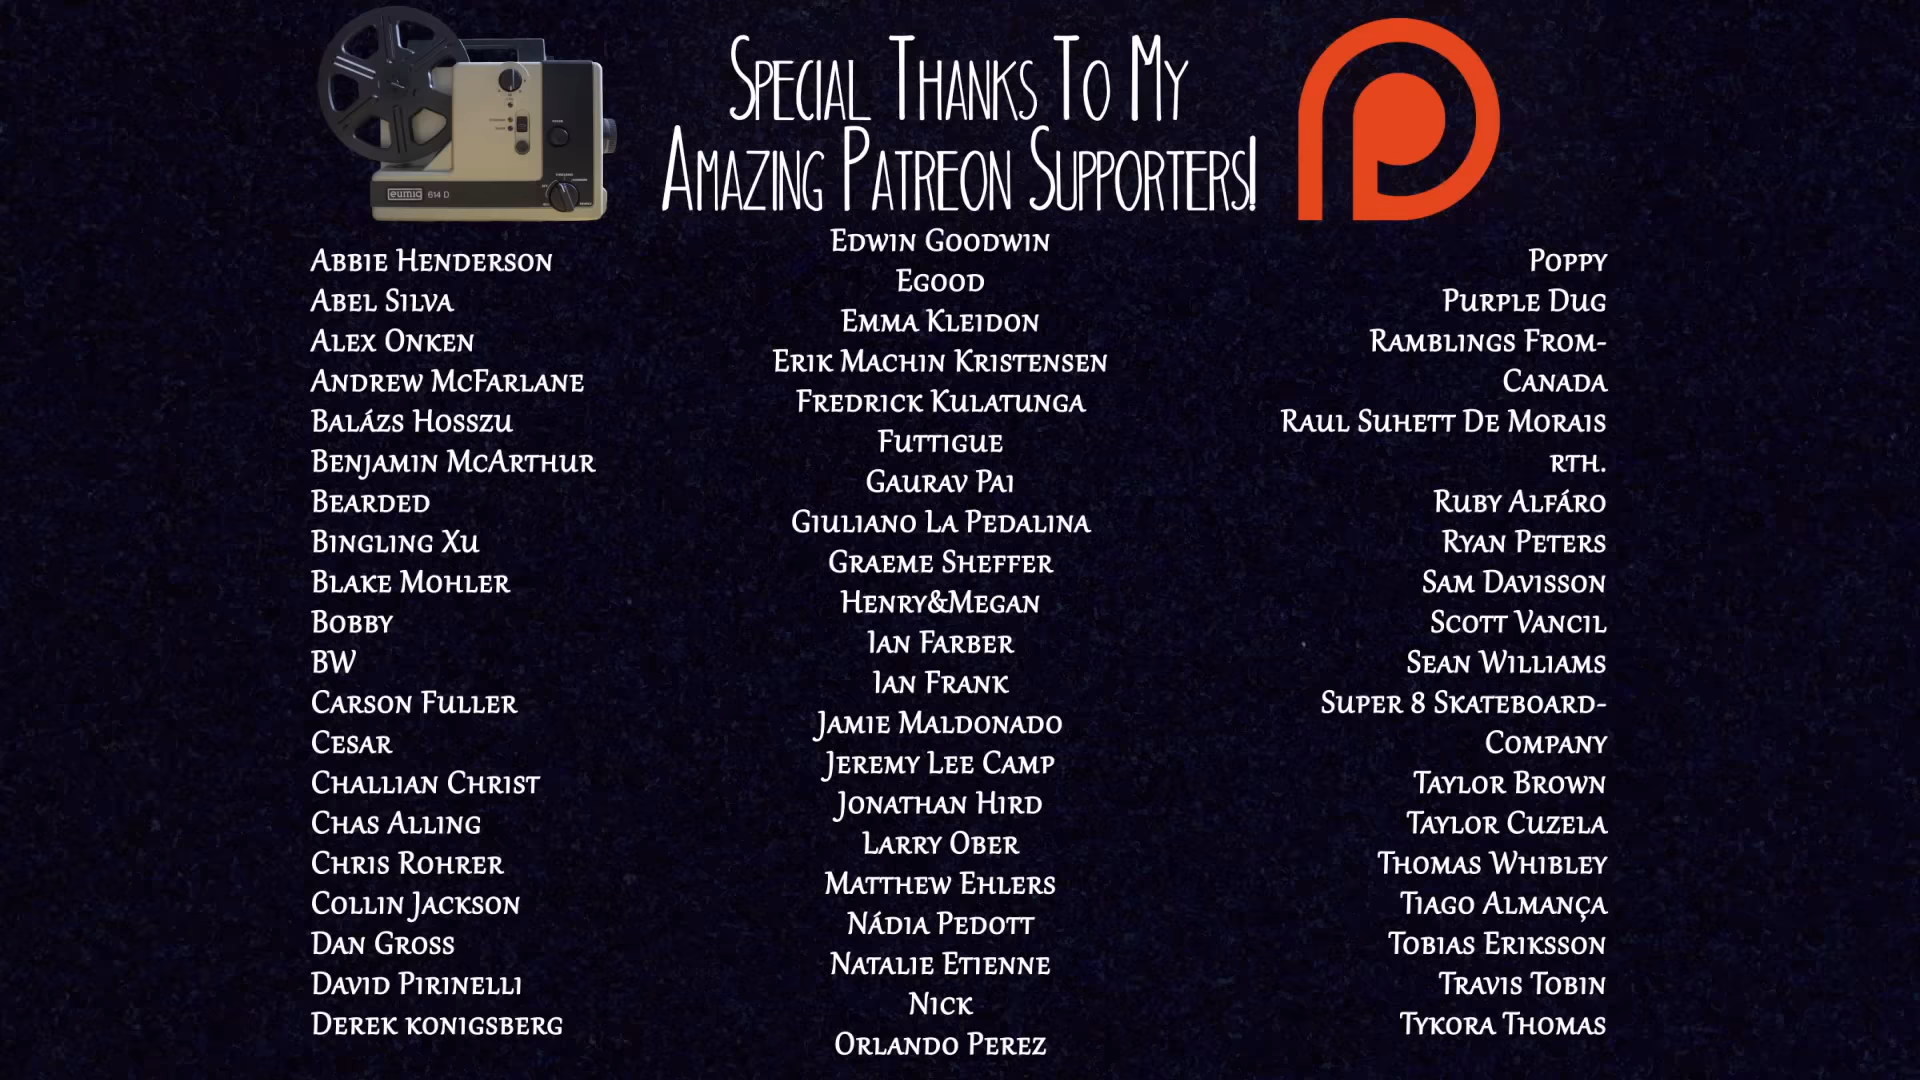 Special Thanks To My
Amazing Patreon Supporters!
eumig 614 D
Abbie Henderson
Abel Silva
Alex Onken
Andrew McFarlane
Balázs Hosszu
Benjamin McArthur
Bearded
Bingling Xu
Blake Mohler
Bobby
BW
Carson Fuller
Cesar
Challian Christ
Chas Alling
Chris Rohrer
Collin Jackson
Dan Gross
David Pirinelli
Derek konigsberg
Edwin Goodwin
Egood
Emma Kleidon
Erik Machin Kristensen
Fredrick Kulatunga
Futtigue
Gaurav Pai
Giuliano La Pedalina
Graeme Sheffer
Henry&Megan
Ian Farber
Ian Frank
Jamie Maldonado
Jeremy Lee Camp
Jonathan Hird
Larry Ober
Matthew Ehlers
Nádia Pedott
Natalie Etienne
Nick
Orlando Perez
Poppy
Purple Dug
Ramblings From-
Canada
Raul Suhett De Morais
rth.
Ruby Alfáro
Ryan Peters
Sam Davisson
Scott Vancil
Sean Williams
Super 8 Skateboard-
Company
Taylor Brown
Taylor Cuzela
Thomas Whibley
Tiago Almança
Tobias Eriksson
Travis Tobin
Tykora Thomas